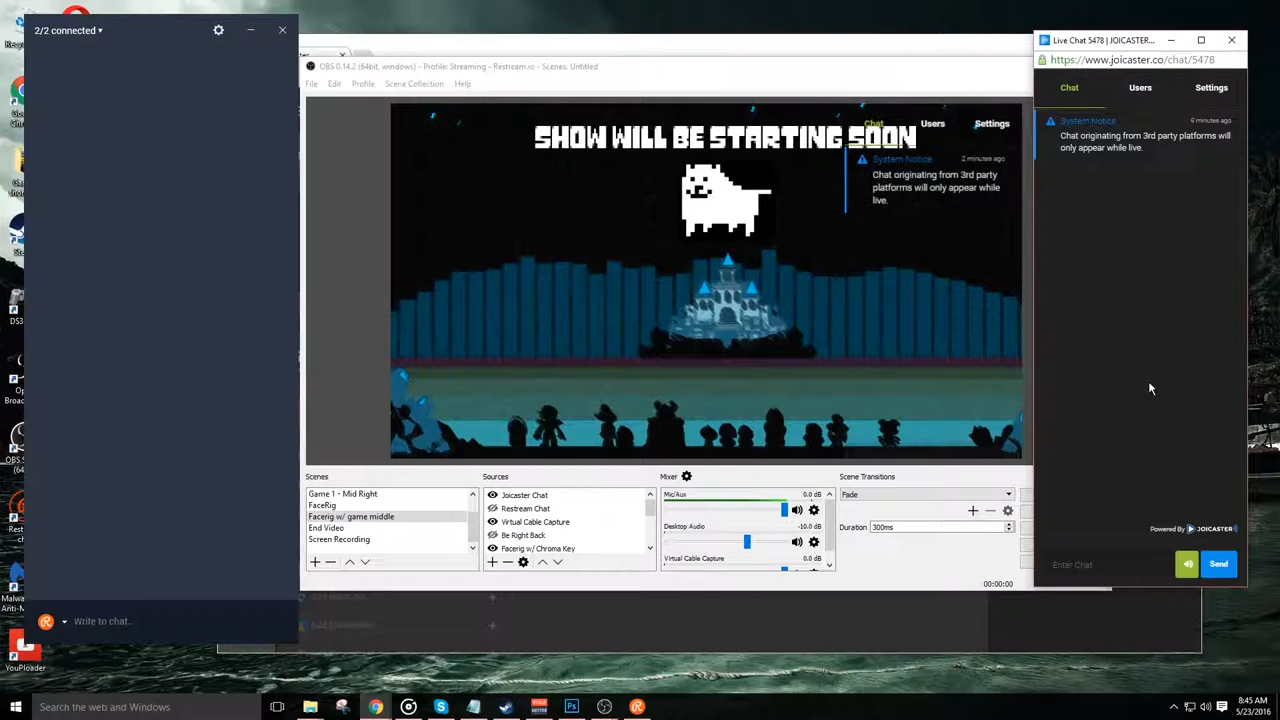 2/2 connected
OBS 0.14.2 (64bit, windows) - Profile: Streaming - Restream.io - Scenes: Untitled
File Edit Profile Scene Collection Help
SHOW WILL BE STARTING SOON
Chat Users Settings
System Notice 2 minutes ago
Chat originating from 3rd party
platforms will only appear while
live.
Live Chat 5478 | JOICASTER...
https://www.joicaster.co/chat/5478
Chat Users Settings
System Notice 9 minutes ago
Chat originating from 3rd party platforms will
only appear while live.
Powered By JOICASTER
Enter Chat Send
Scenes
Game 1 - Mid Right
FaceRig
Facerig w/ game middle
End Video
Screen Recording
Sources
Joicaster Chat
Restream Chat
Virtual Cable Capture
Be Right Back
Facerig w/ Chroma Key
Mixer
Mic/Aux 0.0 dB
Desktop Audio -10.0 dB
Virtual Cable Capture 0.0 dB
Scene Transitions
Fade
Duration 300ms
00:00:00
Write to chat..
YouPloader
Search the web and Windows
8:45 AM
5/23/2016